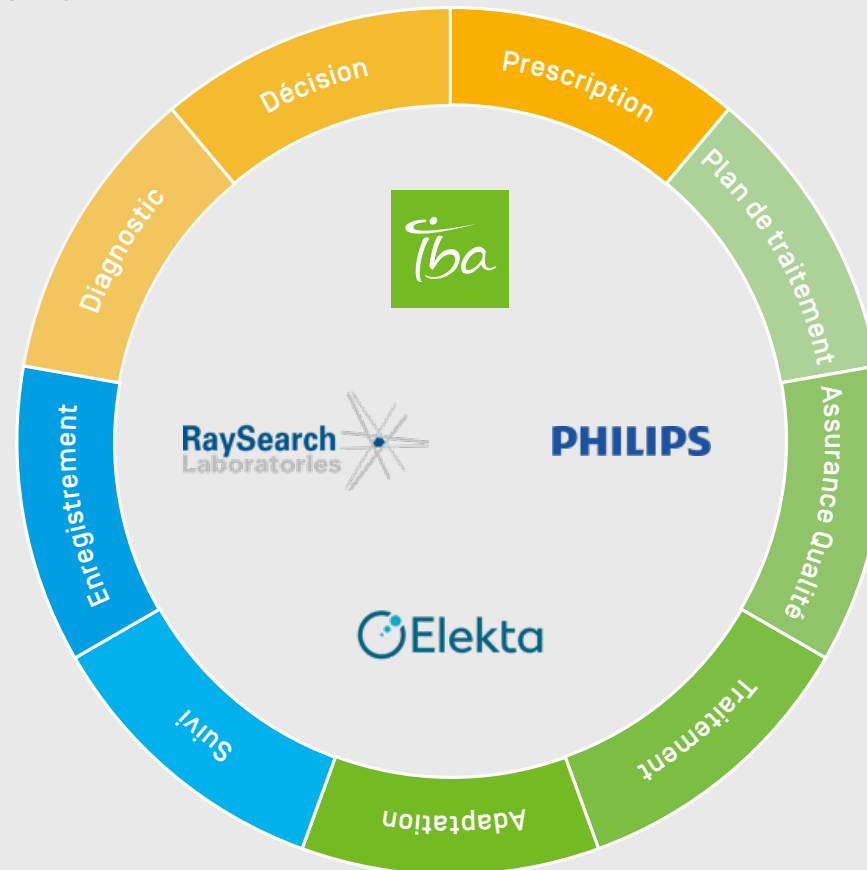 Décision
Prescription
Diagnostic
Plan de traitement
iba
Enregistrement
RaySearch
Laboratories
PHILIPS
Assurance Qualité
Elekta
Suivi
Traitement
Adaptation